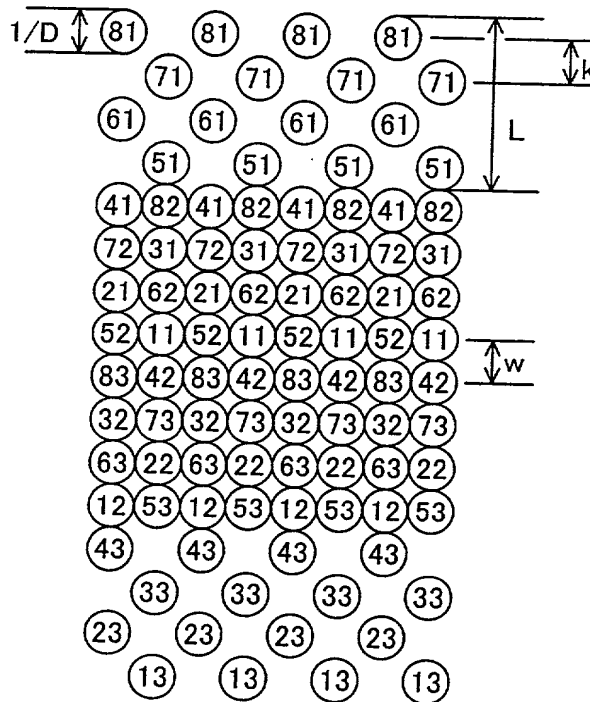 1/D 81 81 81 81
71 71 71 71 k
61 61 61 61 L
51 51 51 51
41 82 41 82 41 82 41 82
72 31 72 31 72 31 72 31
21 62 21 62 21 62 21 62
52 11 52 11 52 11 52 11
w
83 42 83 42 83 42 83 42
32 73 32 73 32 73 32 73
63 22 63 22 63 22 63 22
12 53 12 53 12 53 12 53
43 43 43 43
33 33 33 33
23 23 23
13 13 13 13